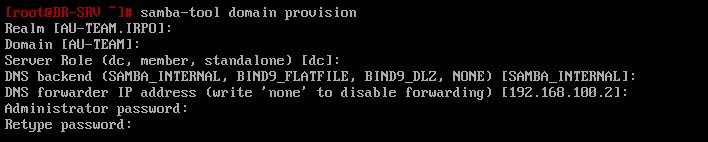 [root@BR-SRV ~]# samba-tool domain provision
Realm [AU-TEAM.IRPO]:
Domain [AU-TEAM]:
Server Role (dc, member, standalone) [dc]:
DNS backend (SAMBA_INTERNAL, BIND9_FLATFILE, BIND9_DLZ, NONE) [SAMBA_INTERNAL]:
DNS forwarder IP address (write 'none' to disable forwarding) [192.168.100.2]:
Administrator password:
Retype password: